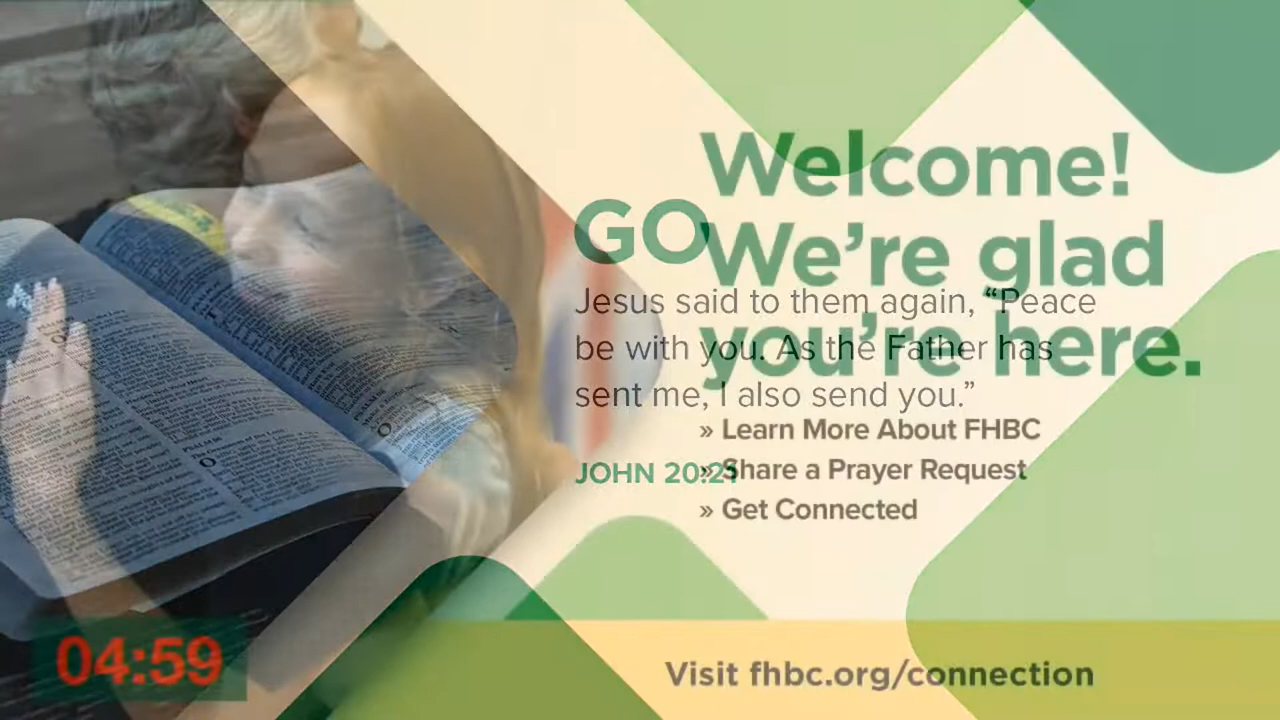 Welcome!
We're glad
you're here.
» Learn More About FHBC
» Share a Prayer Request
» Get Connected
GO
Jesus said to them again, “Peace
be with you. As the Father has
sent me, I also send you.”
JOHN 20:21
04:59
Visit fhbc.org/connection